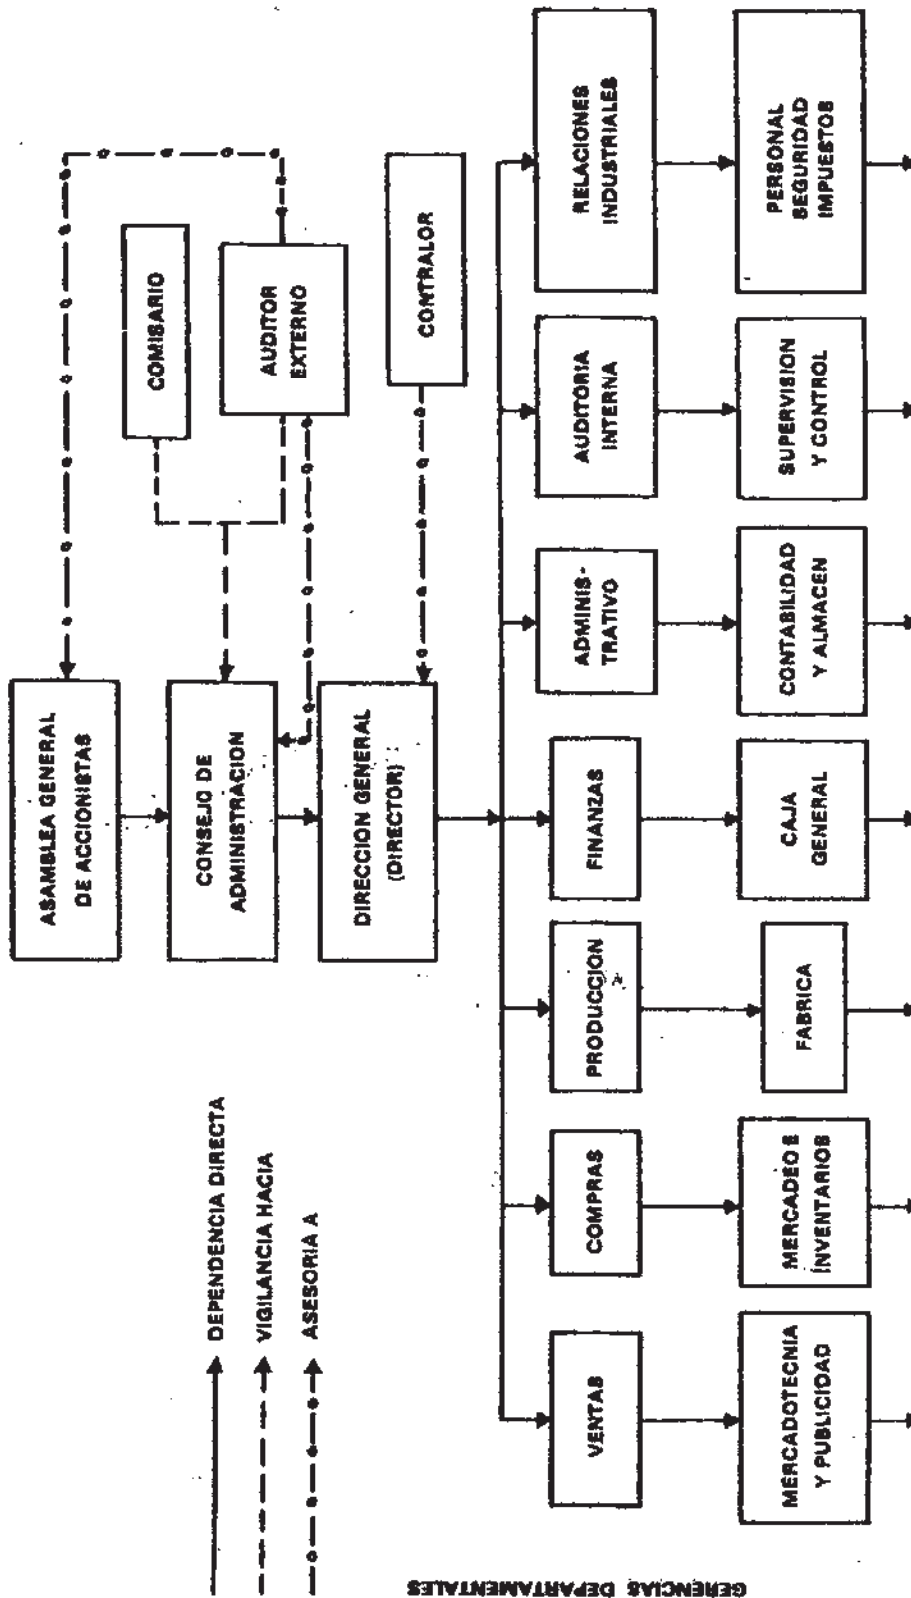 ASAMBLEA GENERAL
DE ACCIONISTAS
COMISARIO
CONSEJO DE
ADMINISTRACION
AUDITOR
EXTERNO
DIRECCION GENERAL
(DIRECTOR)
CONTRALOR
DEPENDENCIA DIRECTA
VIGILANCIA HACIA
ASESORIA A
GERENCIAS DEPARTAMENTALES
VENTAS
COMPRAS
PRODUCCION
FINANZAS
ADMINIS-
TRATIVO
AUDITORIA
INTERNA
RELACIONES
INDUSTRIALES
MERCADOTECNIA
Y PUBLICIDAD
MERCADEO E
INVENTARIOS
FABRICA
CAJA
GENERAL
CONTABILIDAD
Y ALMACEN
SUPERVISION
Y CONTROL
PERSONAL
SEGURIDAD
IMPUESTOS